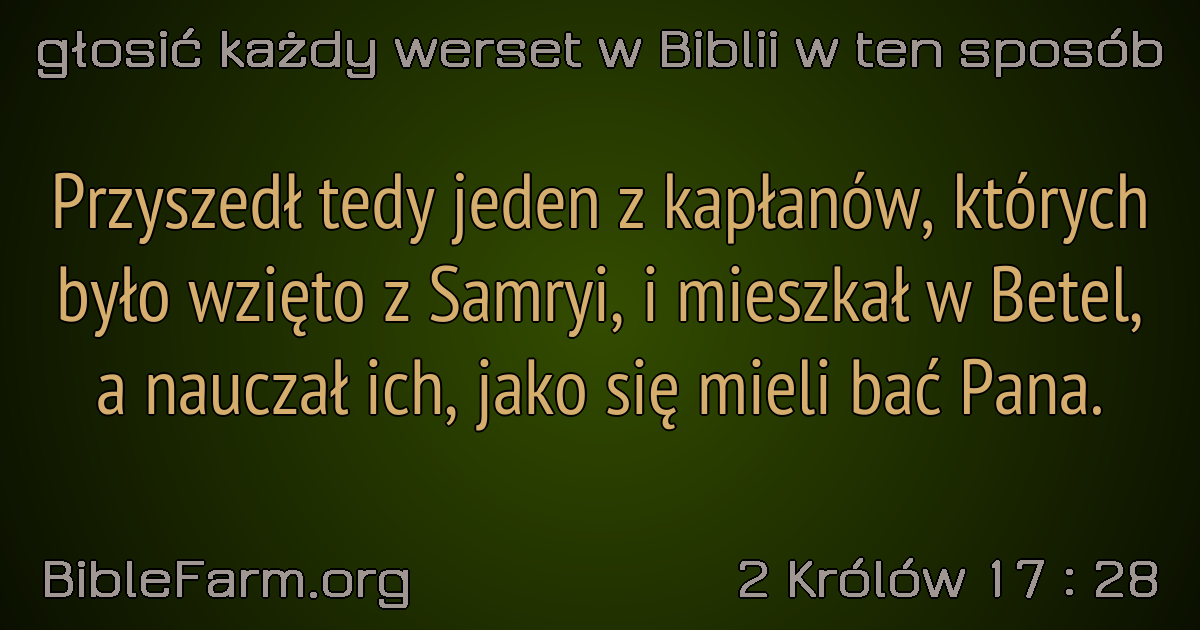 głosić każdy werset w Biblii w ten sposób
Przyszedł tedy jeden z kapłanów, których
było wzięto z Samryi, i mieszkał w Betel,
a nauczał ich, jako się mieli bać Pana.
BibleFarm.org
2 Królów 17 : 28